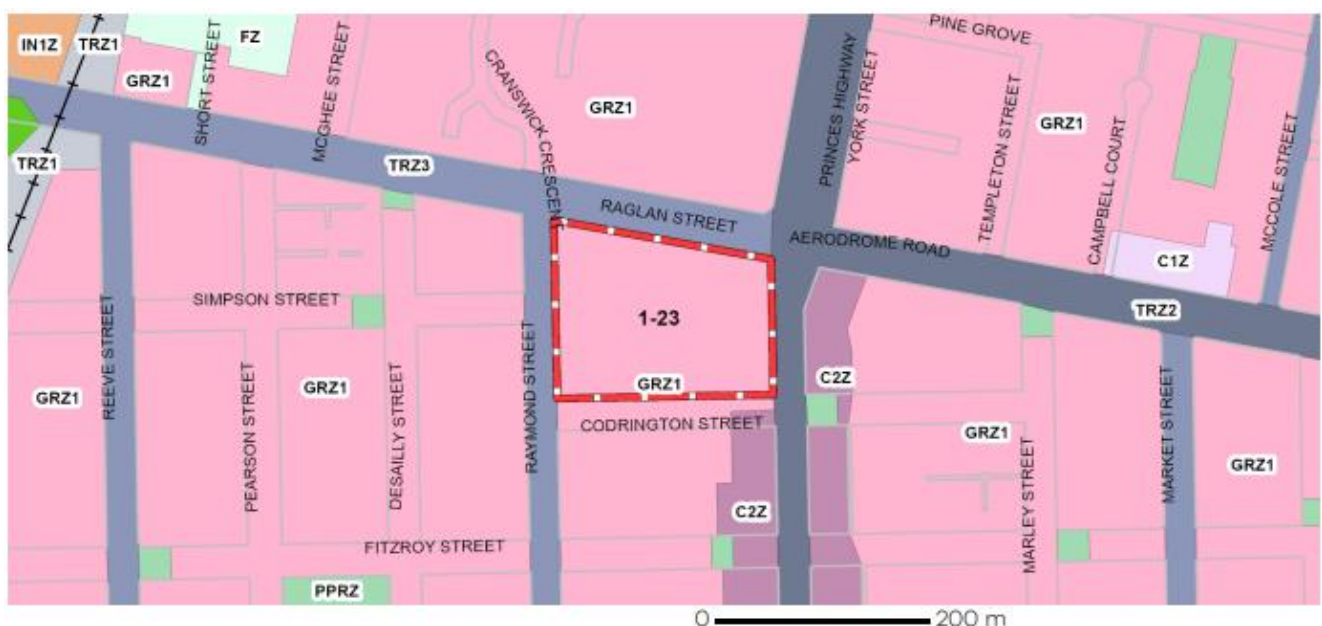 IN1Z
TRZ1
FZ
GRZ1
SHORT STREET
MCGHEE STREET
CRANSWICK CRESCENT
GRZ1
PRINCES HIGHWAY
YORK STREET
PINE GROVE
TEMPLETON STREET
GRZ1
CAMPBELL COURT
MCCOLE STREET
TRZ1
TRZ3
RAGLAN STREET
AERODROME ROAD
C1Z
TRZ2
SIMPSON STREET
1-23
REEVE STREET
GRZ1
PEARSON STREET
GRZ1
DESAILLY STREET
RAYMOND STREET
GRZ1
CODRINGTON STREET
C2Z
GRZ1
MARLEY STREET
MARKET STREET
GRZ1
C2Z
FITZROY STREET
PPRZ
0 200 m